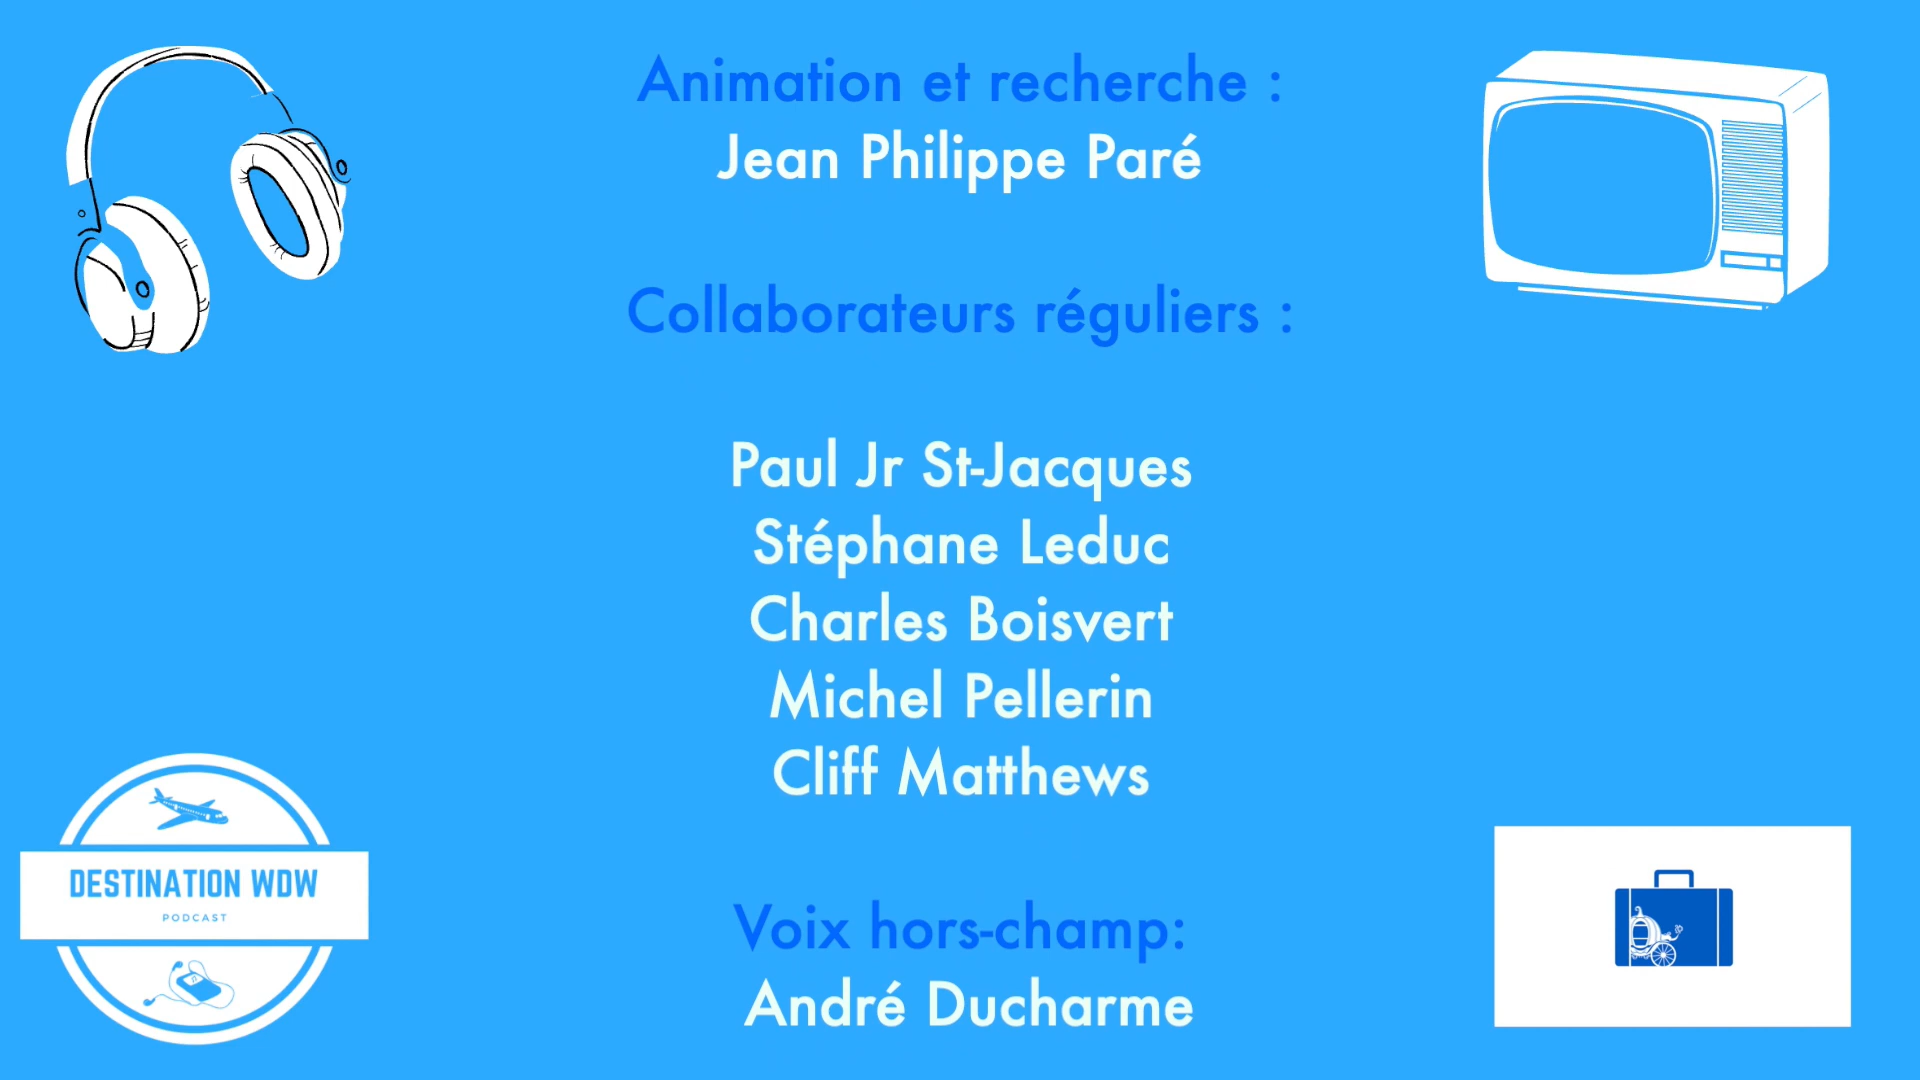 Animation et recherche :
Jean Philippe Paré
Collaborateurs réguliers :
Paul Jr St-Jacques
Stéphane Leduc
Charles Boisvert
Michel Pellerin
Cliff Matthews
Voix hors-champ:
André Ducharme
DESTINATION WDW
PODCAST